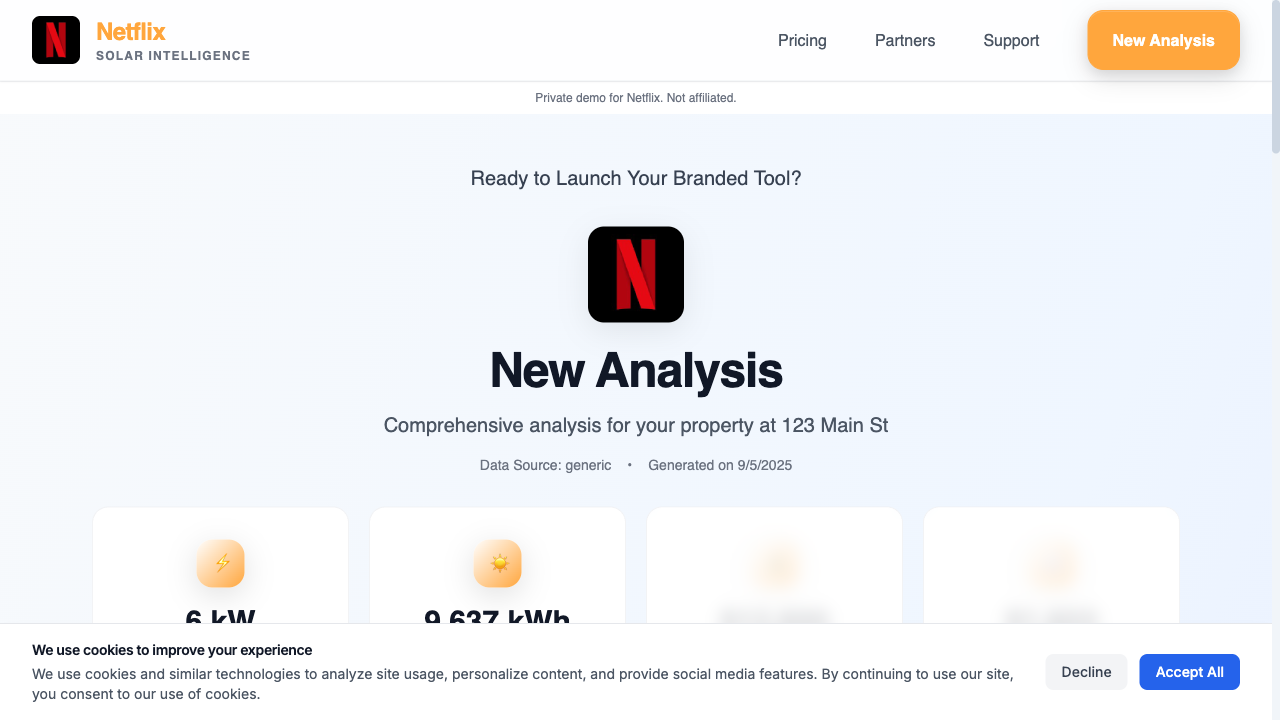 Netflix
SOLAR INTELLIGENCE
Pricing
Partners
Support
New Analysis
Private demo for Netflix. Not affiliated.
Ready to Launch Your Branded Tool?
N
New Analysis
Comprehensive analysis for your property at 123 Main St
Data Source: generic • Generated on 9/5/2025
6 kW
9,637 kWh
We use cookies to improve your experience
We use cookies and similar technologies to analyze site usage, personalize content, and provide social media features. By continuing to use our site,
you consent to our use of cookies.
Decline
Accept All